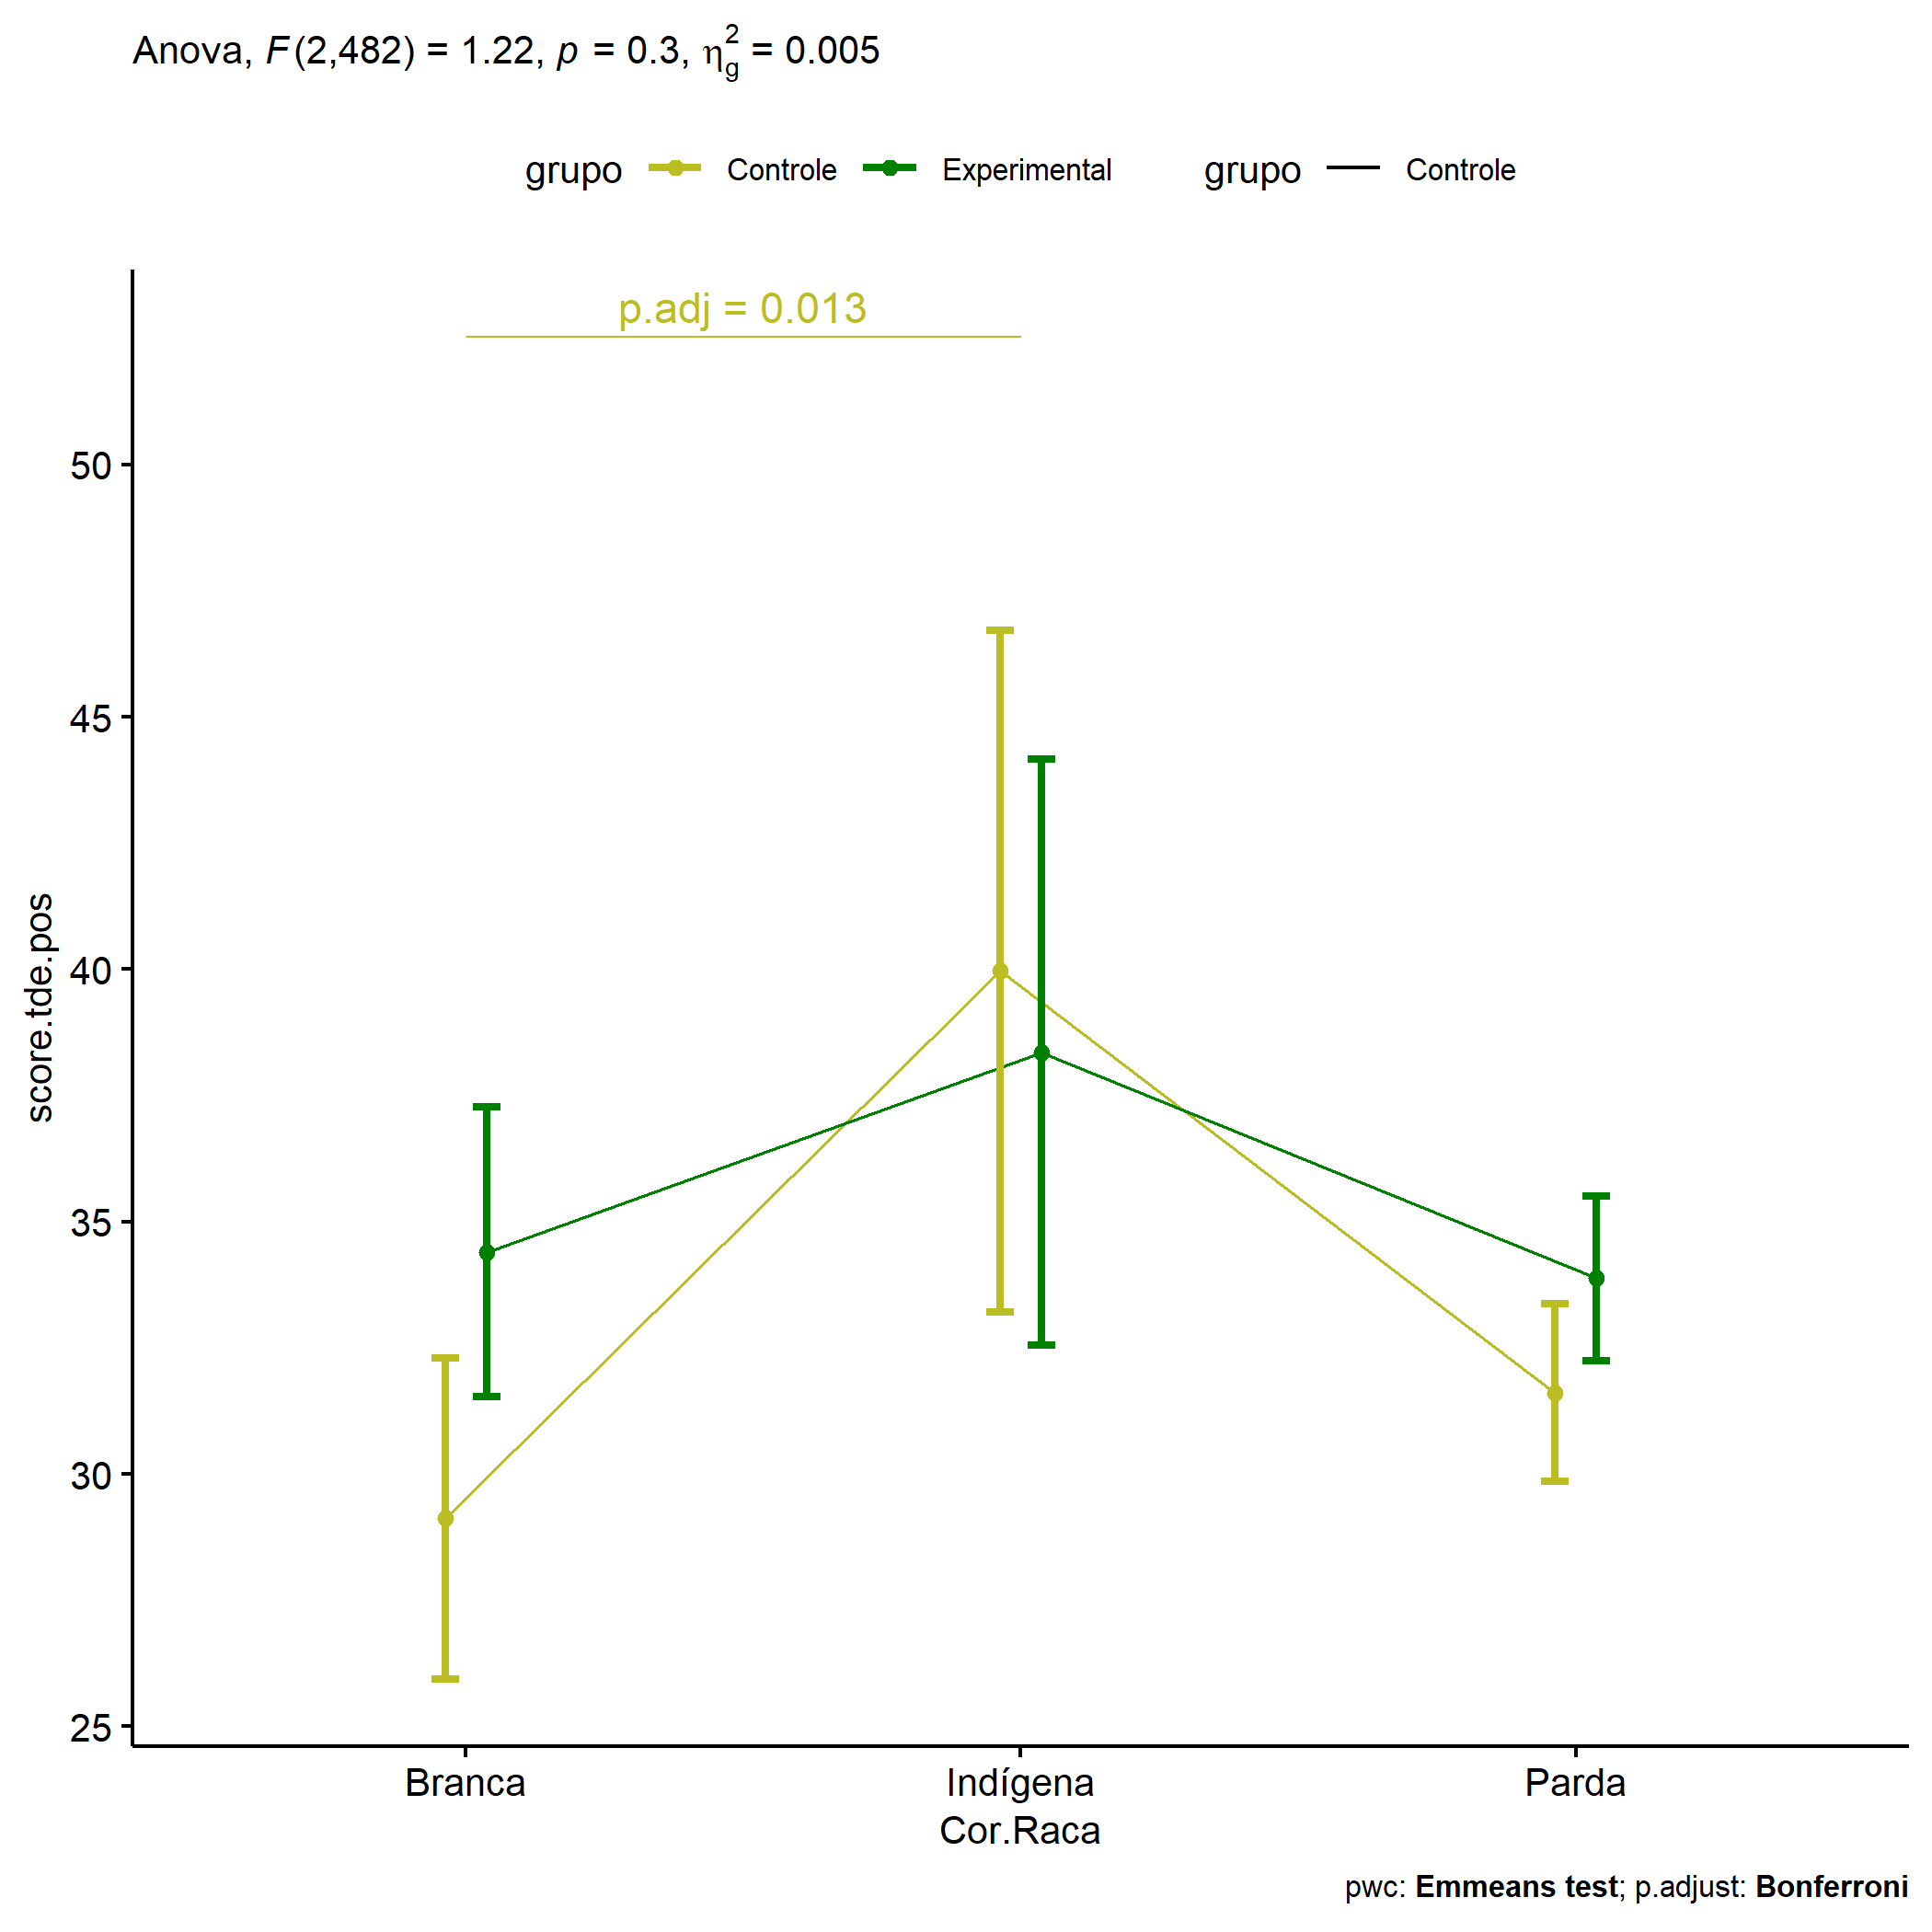 Anova, F(2,482) = 1.22, p = 0.3, η²g = 0.005
grupo Controle Experimental grupo Controle
p.adj = 0.013
50
45
40
35
30
25
score.tde.pos
Branca Indígena Parda
Cor.Raca
pwc: Emmeans test; p.adjust: Bonferroni